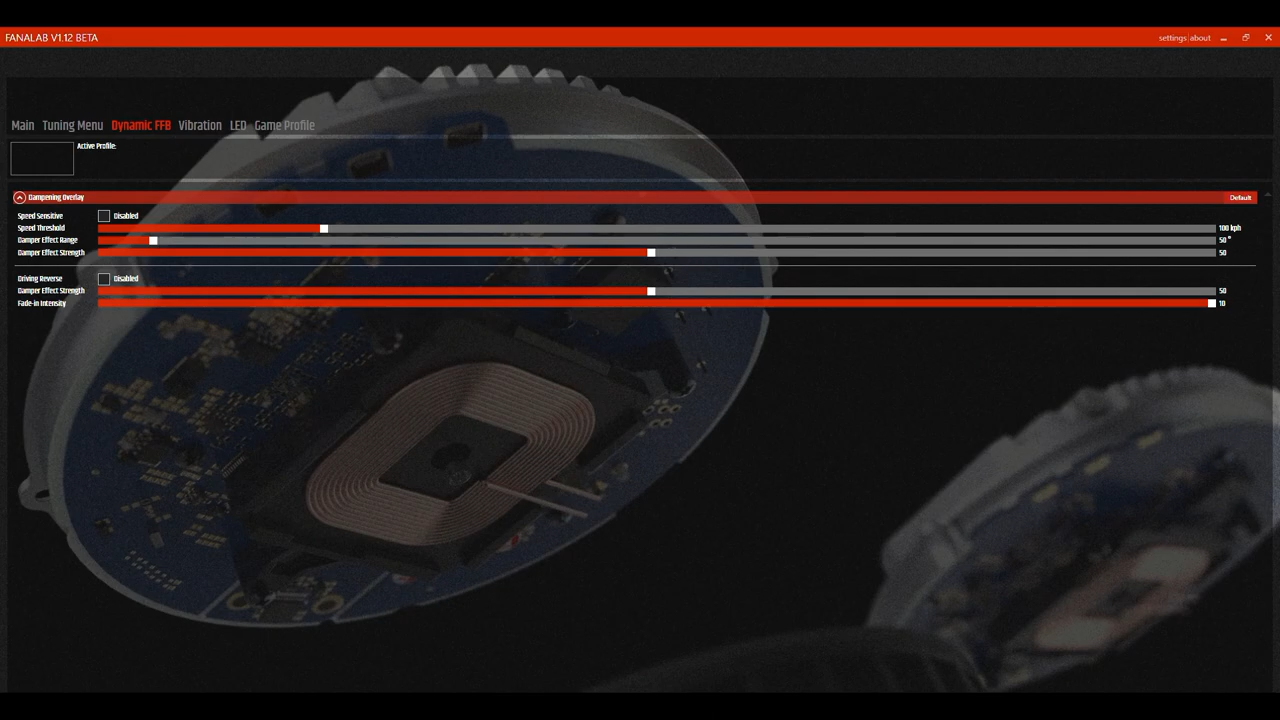 FANALAB V1.12 BETA
settings about
Main Tuning Menu Dynamic FFB Vibration LED Game Profile
Active Profile:
Dampening Overlay Default
Speed Sensitive Disabled
Speed Threshold 100 kph
Damper Effect Range 50 °
Damper Effect Strength 50
Driving Reverse Disabled
Damper Effect Strength 50
Fade-in Intensity 10